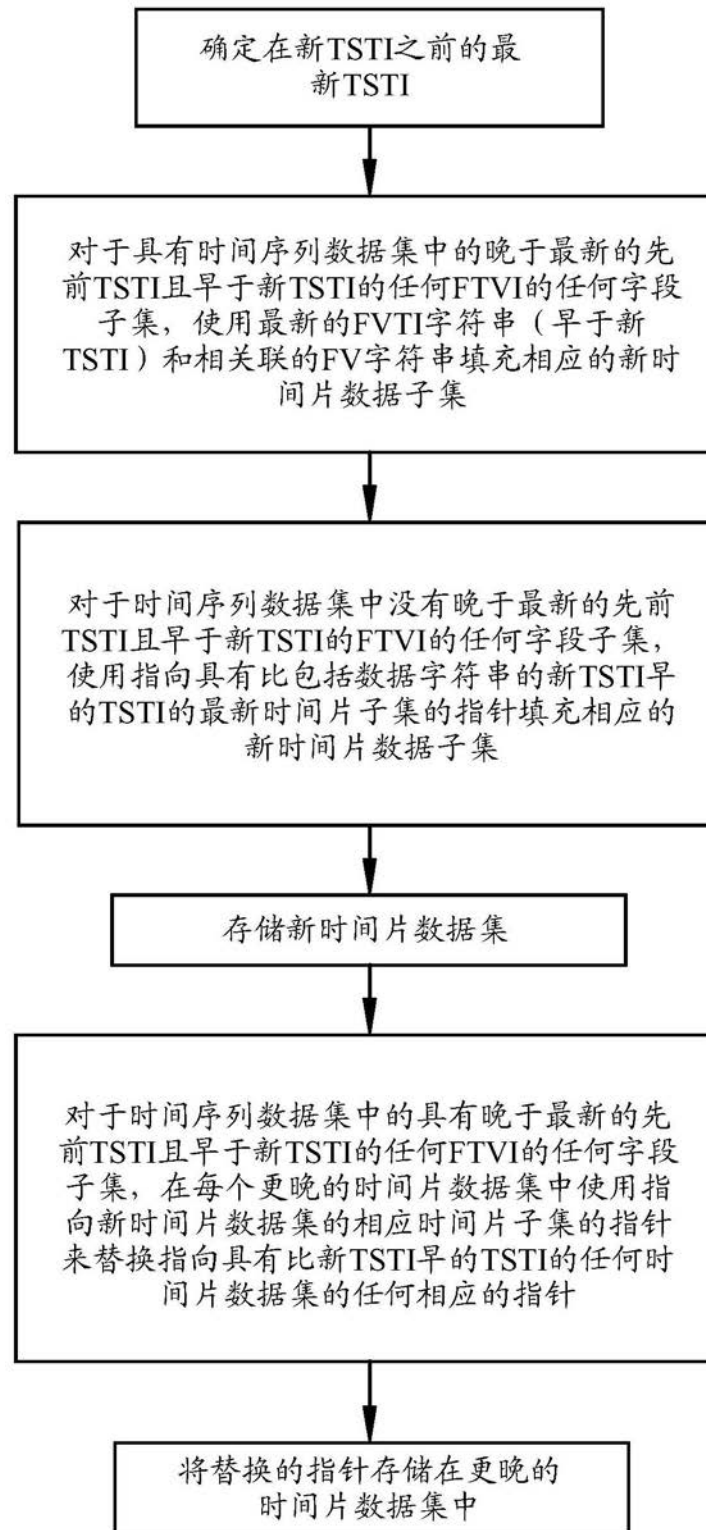 确定在新TSTI之前的最
新TSTI
对于具有时间序列数据集中的晚于最新的先
前TSTI且早于新TSTI的任何FTVI的任何字段
子集，使用最新的FVTI字符串（早于新
TSTI）和相关联的FV字符串填充相应的新时
间片数据子集
对于时间序列数据集中没有晚于最新的先前
TSTI且早于新TSTI的FTVI的任何字段子集，
使用指向具有比包括数据字符串的新TSTI早
的TSTI的最新时间片子集的指针填充相应的
新时间片数据子集
存储新时间片数据集
对于时间序列数据集中的具有晚于最新的先
前TSTI且早于新TSTI的任何FTVI的任何字段
子集，在每个更晚的时间片数据集中使用指
向新时间片数据集的相应时间片子集的指针
来替换指向具有比新TSTI早的TSTI的任何时
间片数据集的任何相应的指针
将替换的指针存储在更晚的
时间片数据集中